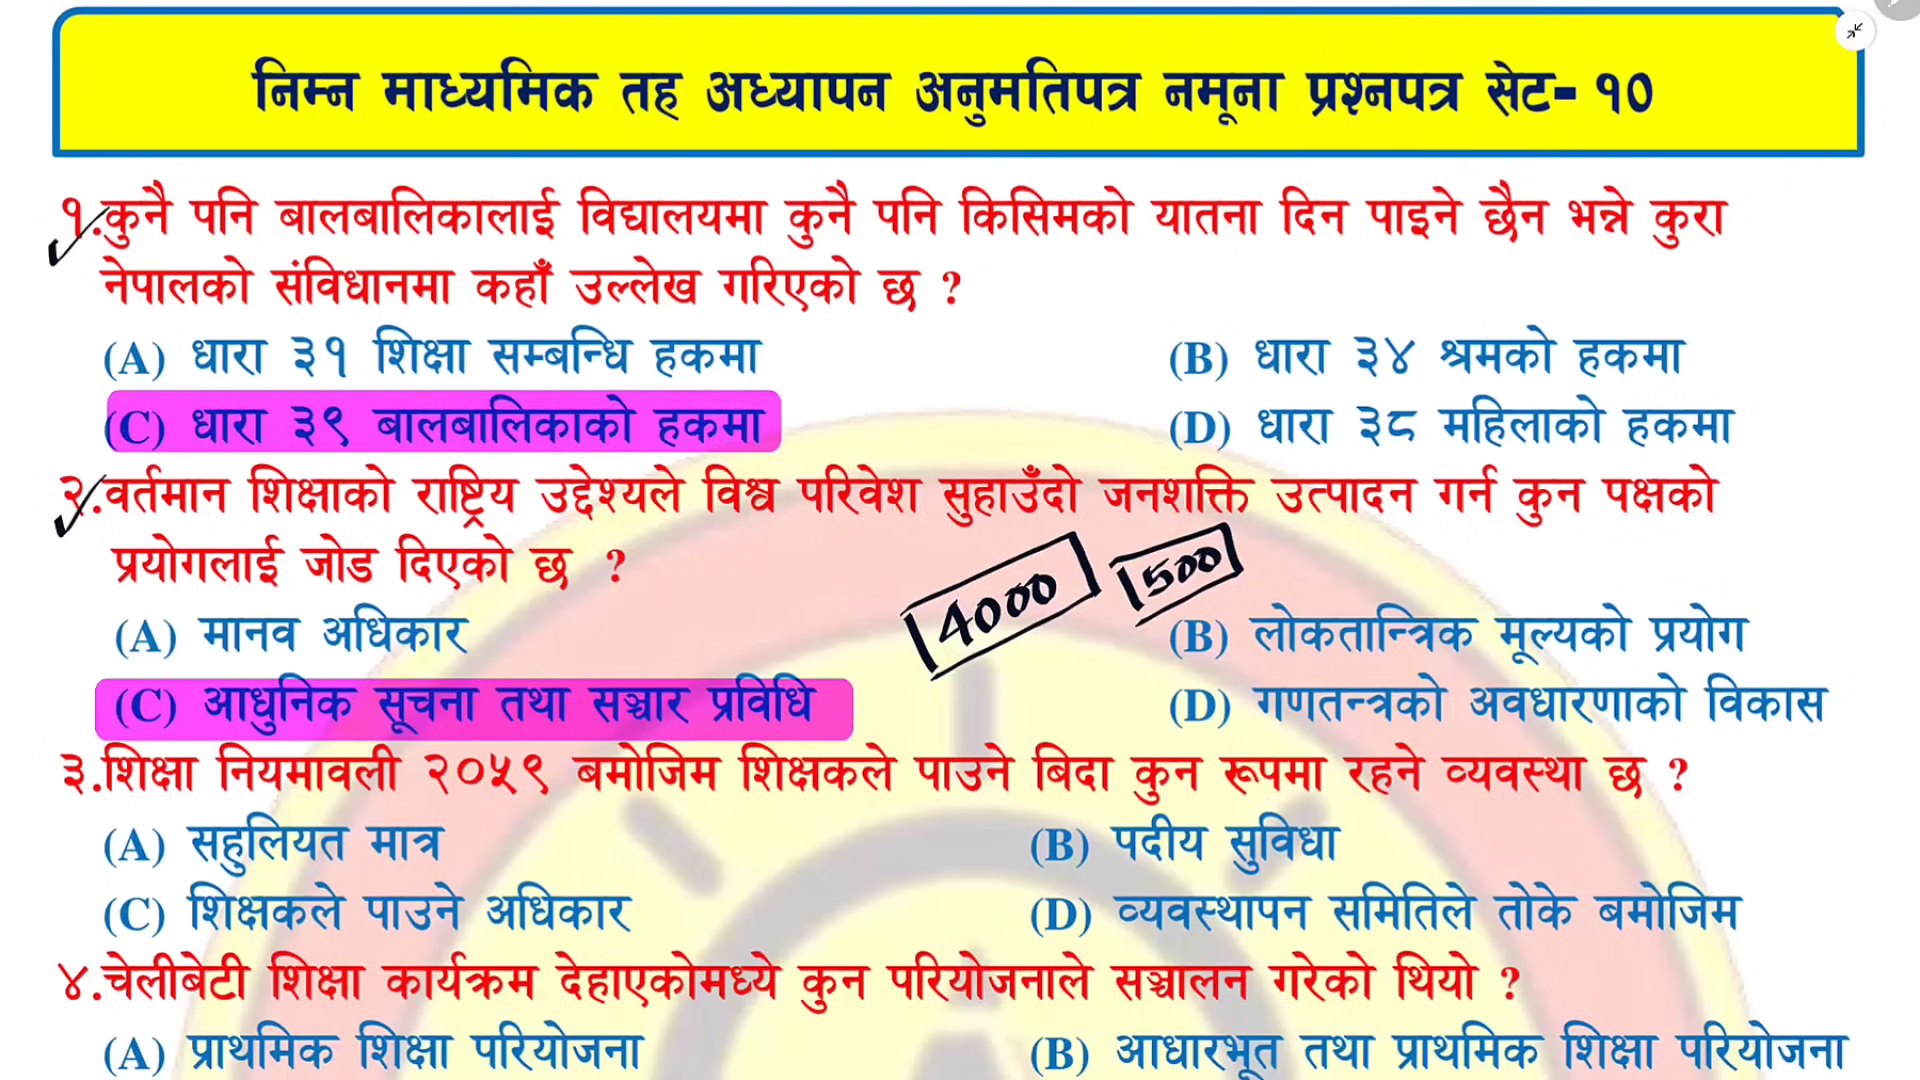 निम्न माध्यमिक तह अध्यापन अनुमतिपत्र नमूना प्रश्नपत्र सेट- १०
१.कुनै पनि बालबालिकालाई विद्यालयमा कुनै पनि किसिमको यातना दिन पाइने छैन भन्ने कुरा
नेपालको संविधानमा कहाँ उल्लेख गरिएको छ ?
(A) धारा ३१ शिक्षा सम्बन्धि हकमा (B) धारा ३४ श्रमको हकमा
(C) धारा ३९ बालबालिकाको हकमा (D) धारा ३८ महिलाको हकमा
२.वर्तमान शिक्षाको राष्ट्रिय उद्देश्यले विश्व परिवेश सुहाउँदो जनशक्ति उत्पादन गर्न कुन पक्षको
प्रयोगलाई जोड दिएको छ ?
4000 500
(A) मानव अधिकार (B) लोकतान्त्रिक मूल्यको प्रयोग
(C) आधुनिक सूचना तथा सञ्चार प्रविधि (D) गणतन्त्रको अवधारणाको विकास
३.शिक्षा नियमावली २०५९ बमोजिम शिक्षकले पाउने बिदा कुन रूपमा रहने व्यवस्था छ ?
(A) सहुलियत मात्र (B) पदीय सुविधा
(C) शिक्षकले पाउने अधिकार (D) व्यवस्थापन समितिले तोके बमोजिम
४.चेलीबेटी शिक्षा कार्यक्रम देहाएकोमध्ये कुन परियोजनाले सञ्चालन गरेको थियो ?
(A) प्राथमिक शिक्षा परियोजना (B) आधारभूत तथा प्राथमिक शिक्षा परियोजना